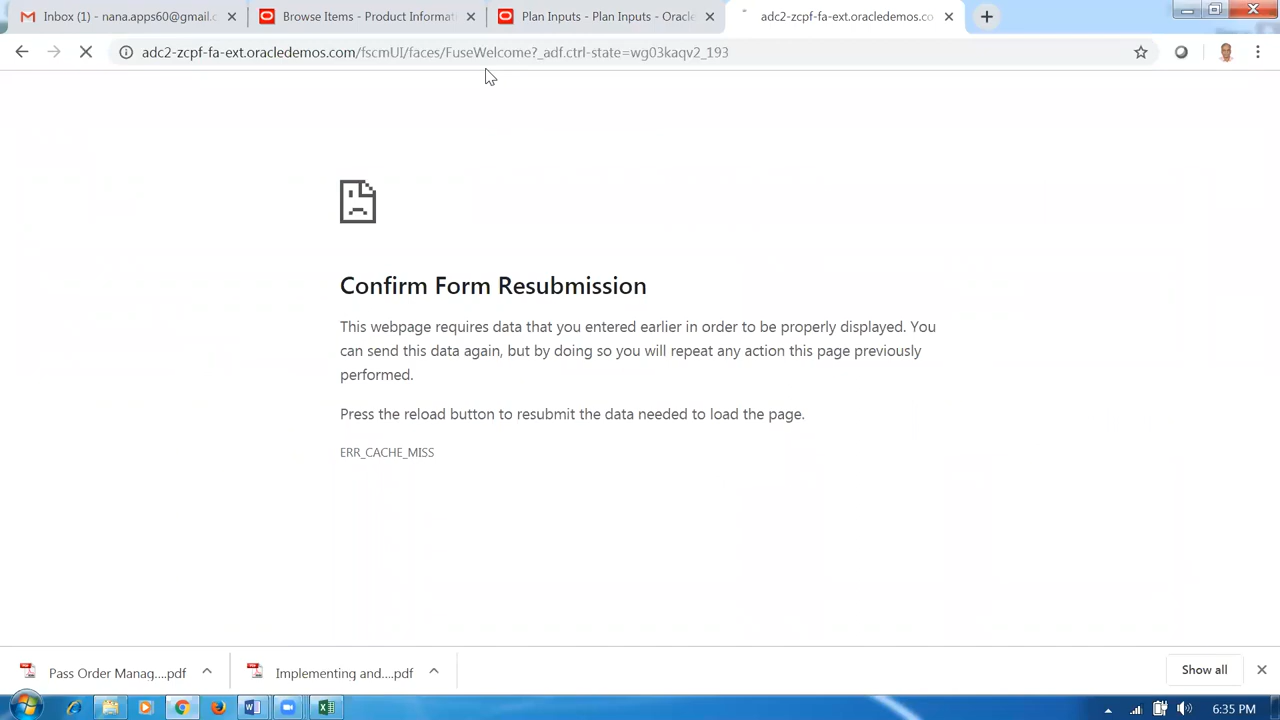 Inbox (1) - nana.apps60@gmail.c
Browse Items - Product Informat
Plan Inputs - Plan Inputs - Oracle
adc2-zcpf-fa-ext.oracledemos.co
adc2-zcpf-fa-ext.oracledemos.com/fscmUI/faces/FuseWelcome?_adf.ctrl-state=wg03kaqv2_193
Confirm Form Resubmission
This webpage requires data that you entered earlier in order to be properly displayed. You
can send this data again, but by doing so you will repeat any action this page previously
performed.
Press the reload button to resubmit the data needed to load the page.
ERR_CACHE_MISS
Pass Order Manag....pdf
Implementing and....pdf
Show all
6:35 PM